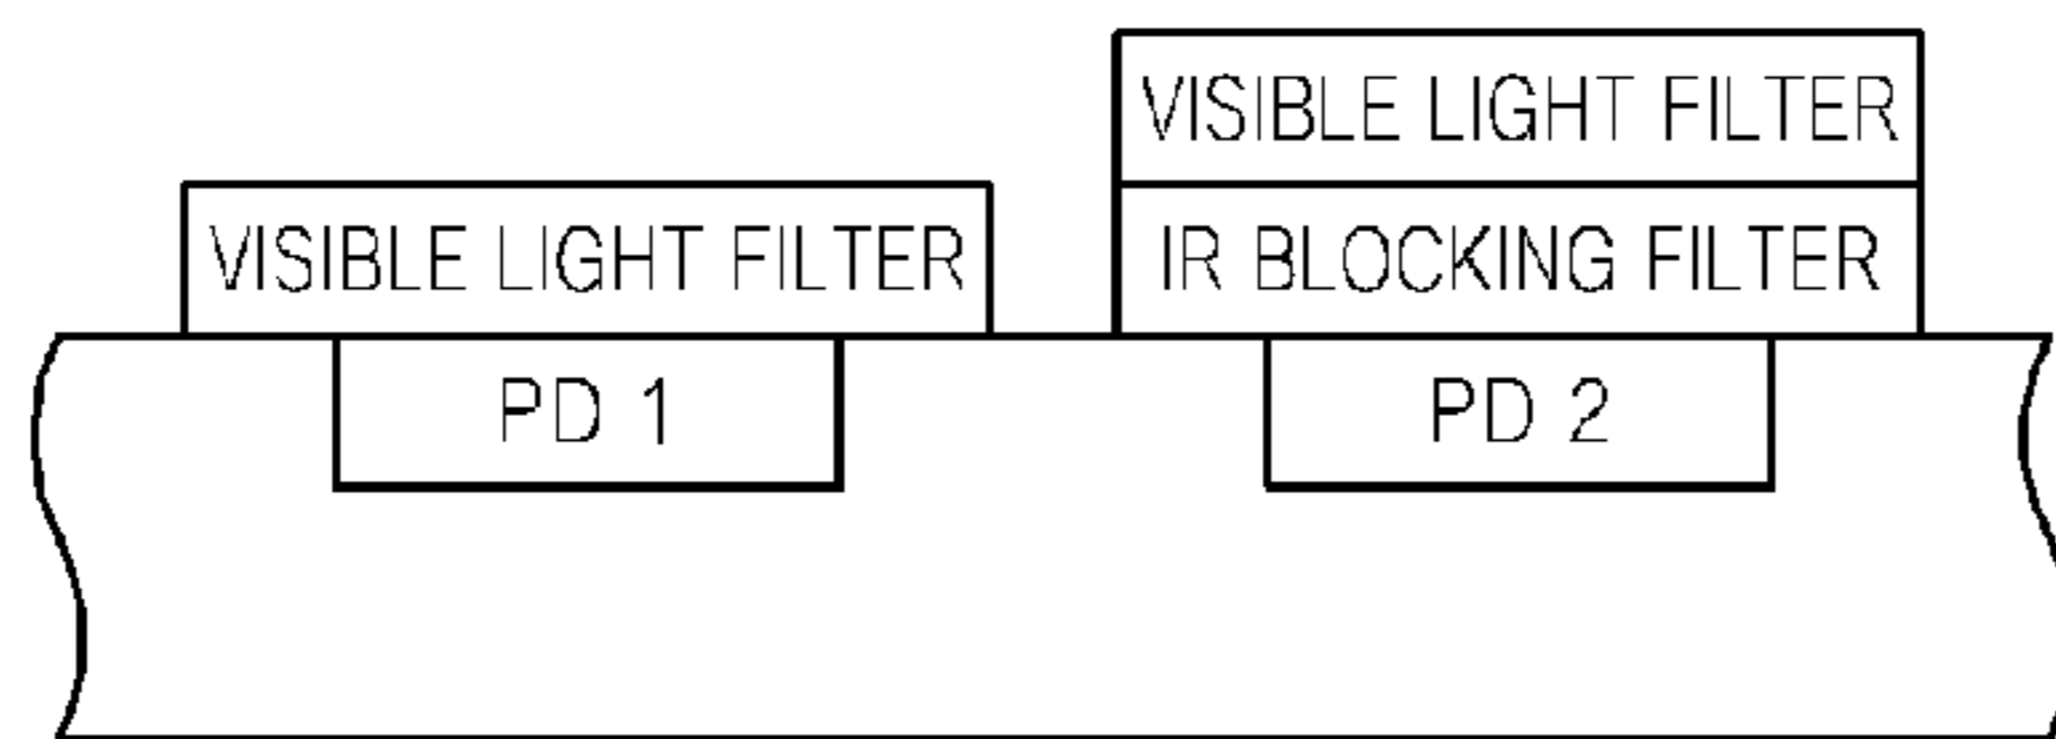 VISIBLE LIGHT FILTER
VISIBLE LIGHT FILTER
IR BLOCKING FILTER
PD 1
PD 2